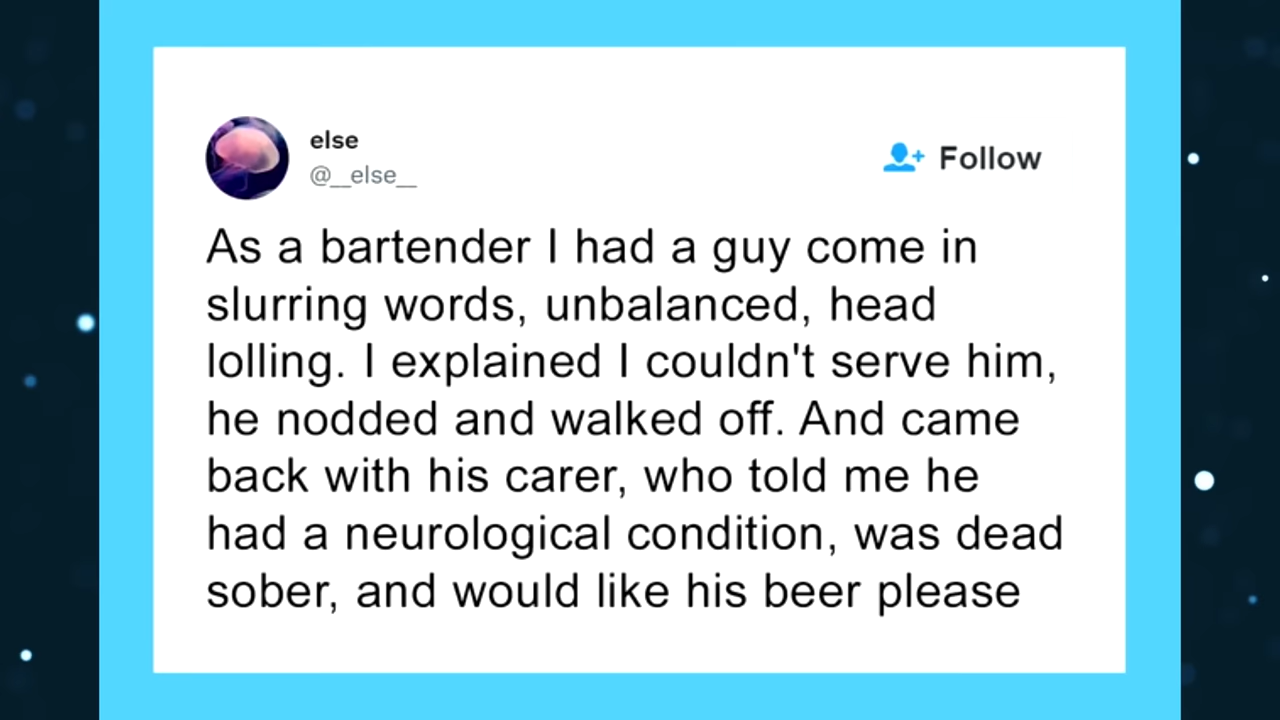 else
@__else__
Follow
As a bartender I had a guy come in
slurring words, unbalanced, head
lolling. I explained I couldn't serve him,
he nodded and walked off. And came
back with his carer, who told me he
had a neurological condition, was dead
sober, and would like his beer please